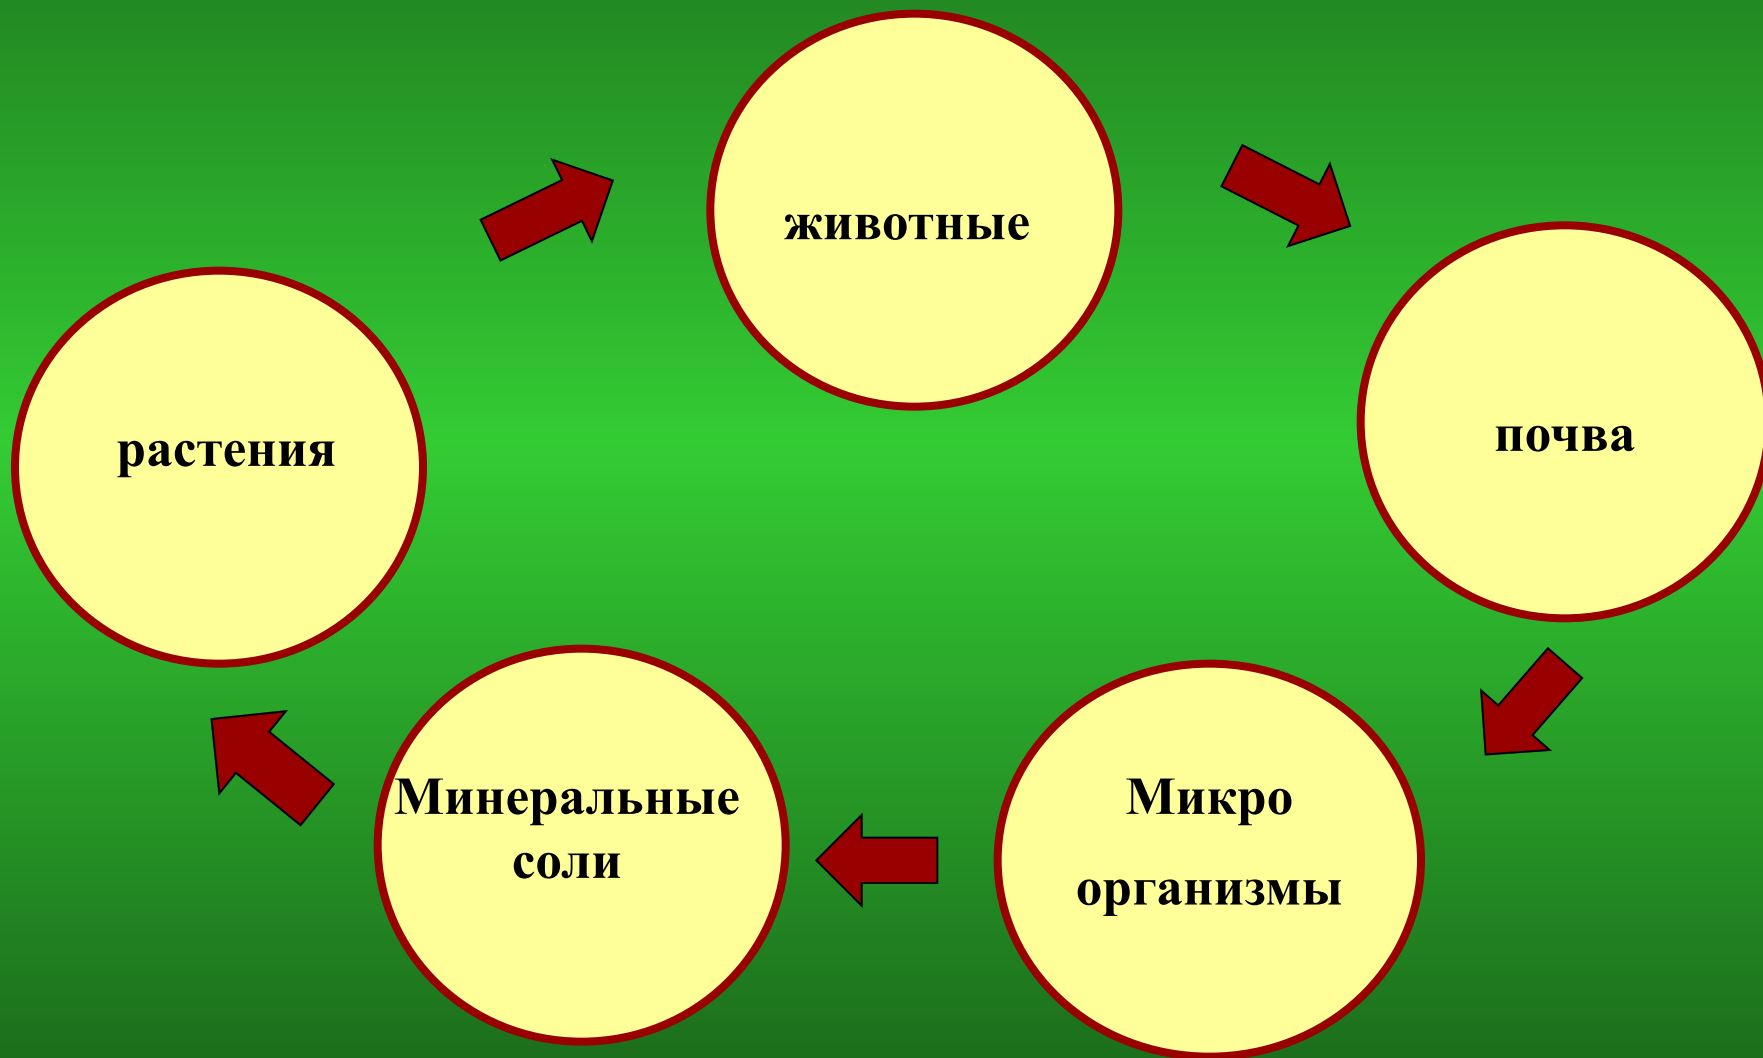 животные
почва
растения
Минеральные
соли
Микро
организмы